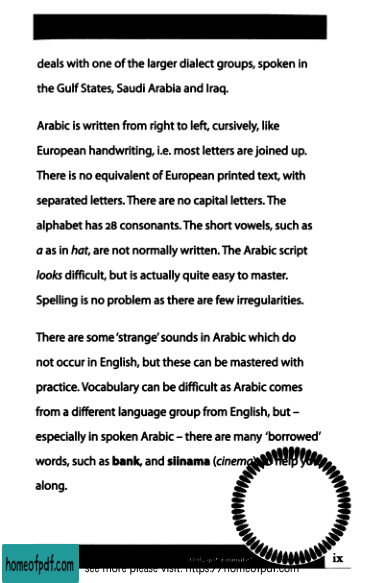 deals with one of the larger dialect groups, spoken in
the Gulf States, Saudi Arabia and Iraq.
Arabic is written from right to left, cursively, like
European handwriting, i.e. most letters are joined up.
There is no equivalent of European printed text, with
separated letters. There are no capital letters. The
alphabet has 28 consonants. The short vowels, such as
a as in hat, are not normally written. The Arabic script
looks difficult, but is actually quite easy to master.
Spelling is no problem as there are few irregularities.
There are some 'strange' sounds in Arabic which do
not occur in English, but these can be mastered with
practice. Vocabulary can be difficult as Arabic comes
from a different language group from English, but –
especially in spoken Arabic – there are many 'borrowed'
words, such as bank, and siinama (cinema) help you
along.
ix
homeofpdf.com
see more please visit: https://homeofpdf.com